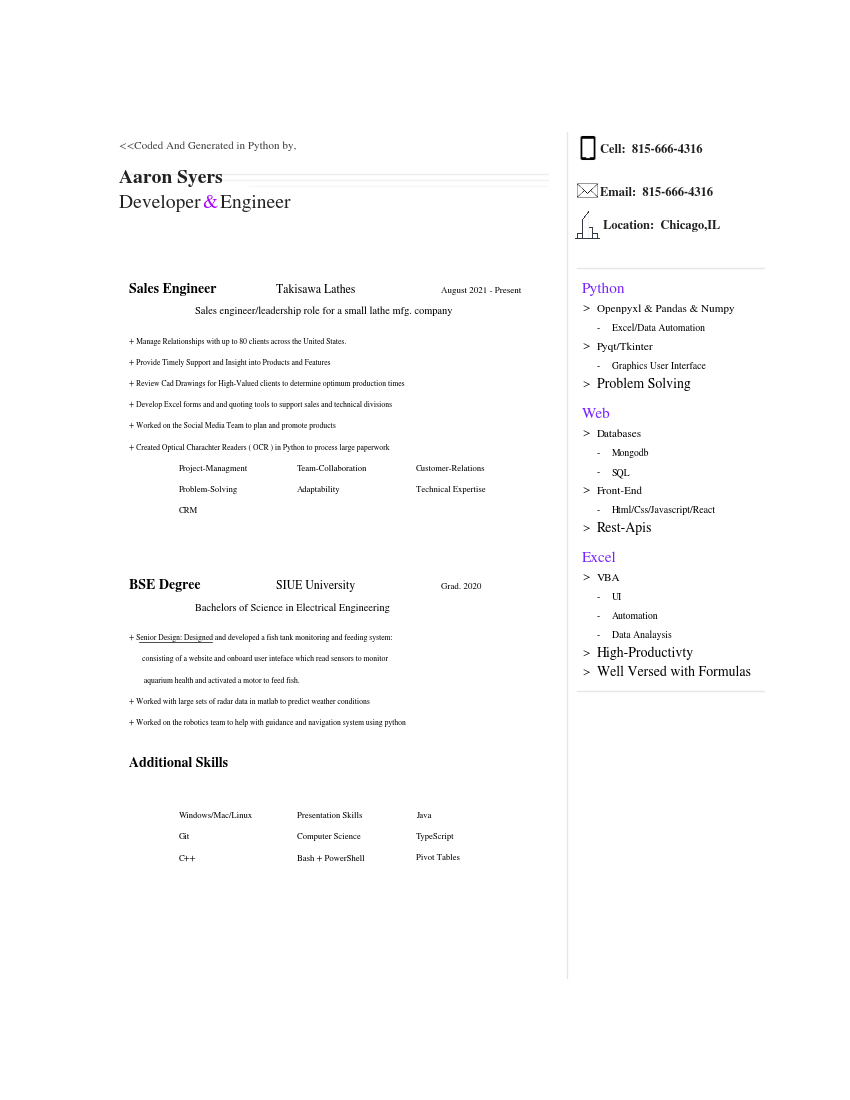 <<Coded And Generated in Python by,
Aaron Syers
Developer & Engineer
Cell: 815-666-4316
Email: 815-666-4316
Location: Chicago,IL
Sales Engineer Takisawa Lathes August 2021 - Present
Sales engineer/leadership role for a small lathe mfg. company
+ Manage Relationships with up to 80 clients across the United States.
+ Provide Timely Support and Insight into Products and Features
+ Review Cad Drawings for High-Valued clients to determine optimum production times
+ Develop Excel forms and and quoting tools to support sales and technical divisions
+ Worked on the Social Media Team to plan and promote products
+ Created Optical Charachter Readers ( OCR ) in Python to process large paperwork
Project-Managment Team-Collaboration Customer-Relations
Problem-Solving Adaptability Technical Expertise
CRM
BSE Degree SIUE University Grad. 2020
Bachelors of Science in Electrical Engineering
+ Senior Design: Designed and developed a fish tank monitoring and feeding system:
consisting of a website and onboard user inteface which read sensors to monitor
aquarium health and activated a motor to feed fish.
+ Worked with large sets of radar data in matlab to predict weather conditions
+ Worked on the robotics team to help with guidance and navigation system using python
Additional Skills
Windows/Mac/Linux Presentation Skills Java
Git Computer Science TypeScript
C++ Bash + PowerShell Pivot Tables
Python
> Openpyxl & Pandas & Numpy
- Excel/Data Automation
> Pyqt/Tkinter
- Graphics User Interface
> Problem Solving
Web
> Databases
- Mongodb
- SQL
> Front-End
- Html/Css/Javascript/React
> Rest-Apis
Excel
> VBA
- UI
- Automation
- Data Analaysis
> High-Productivty
> Well Versed with Formulas